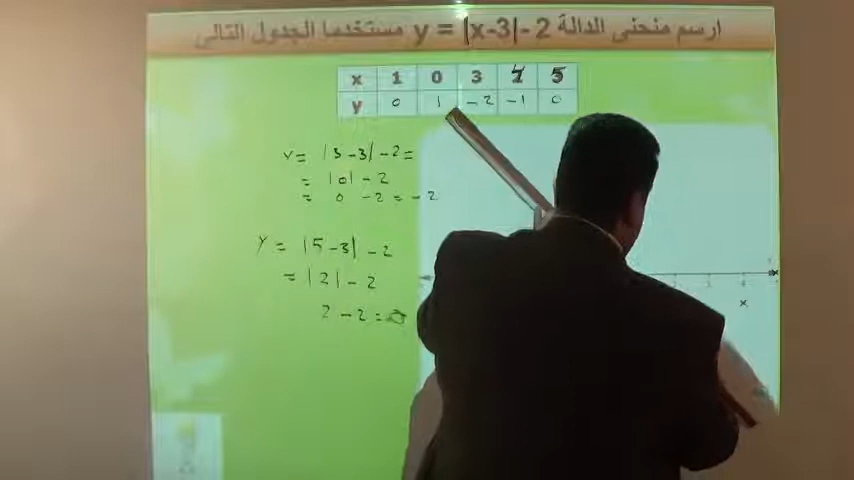 ارسم منحنى الدالة y = |x-3| - 2 مستخدما الجدول التالى
x 1 0 3 4 5
y 0 1 -2 -1 0
y = |3-3| -2 =
= |0| - 2
= 0 - 2 = -2
y = |5-3| -2
= |2| - 2
2 - 2 = 0
x